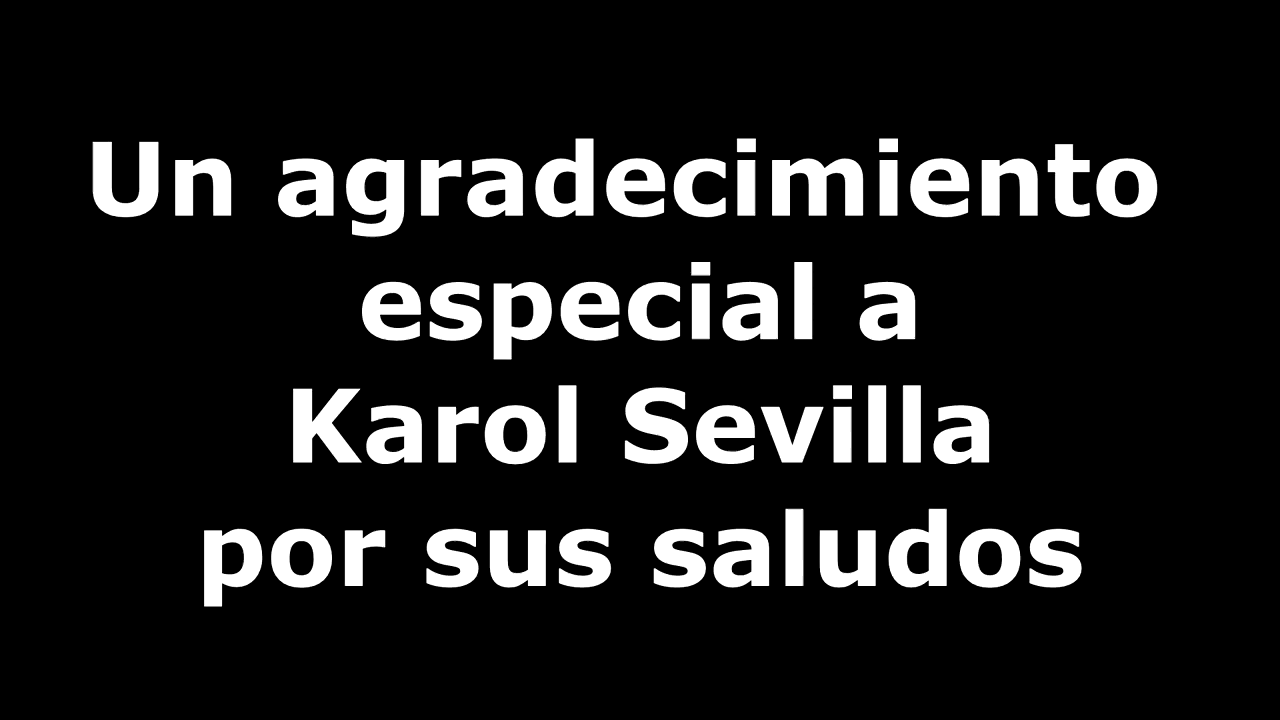 Un agradecimiento
especial a
Karol Sevilla
por sus saludos